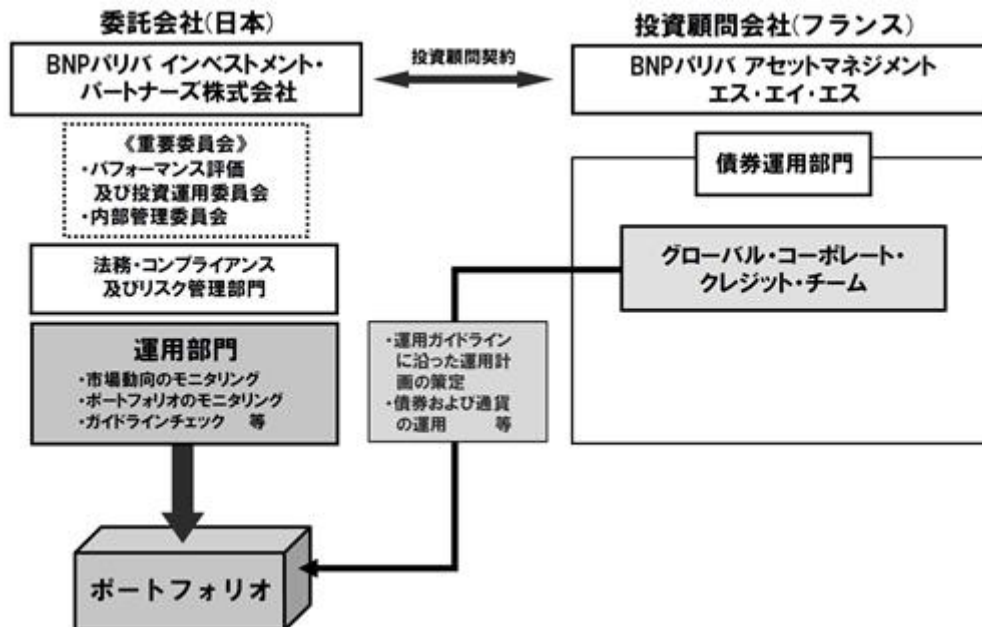 委託会社(日本)
BNPパリバ インベストメント・
パートナーズ株式会社
投資顧問契約
投資顧問会社(フランス)
BNPパリバ アセットマネジメント
エス・エイ・エス
《重要委員会》
・パフォーマンス評価
及び投資運用委員会
・内部管理委員会
法務・コンプライアンス
及びリスク管理部門
運用部門
・市場動向のモニタリング
・ポートフォリオのモニタリング
・ガイドラインチェック 等
債券運用部門
グローバル・コーポレート・
クレジット・チーム
・運用ガイドライン
に沿った運用計
画の策定
・債券および通貨
の運用 等
ポートフォリオ